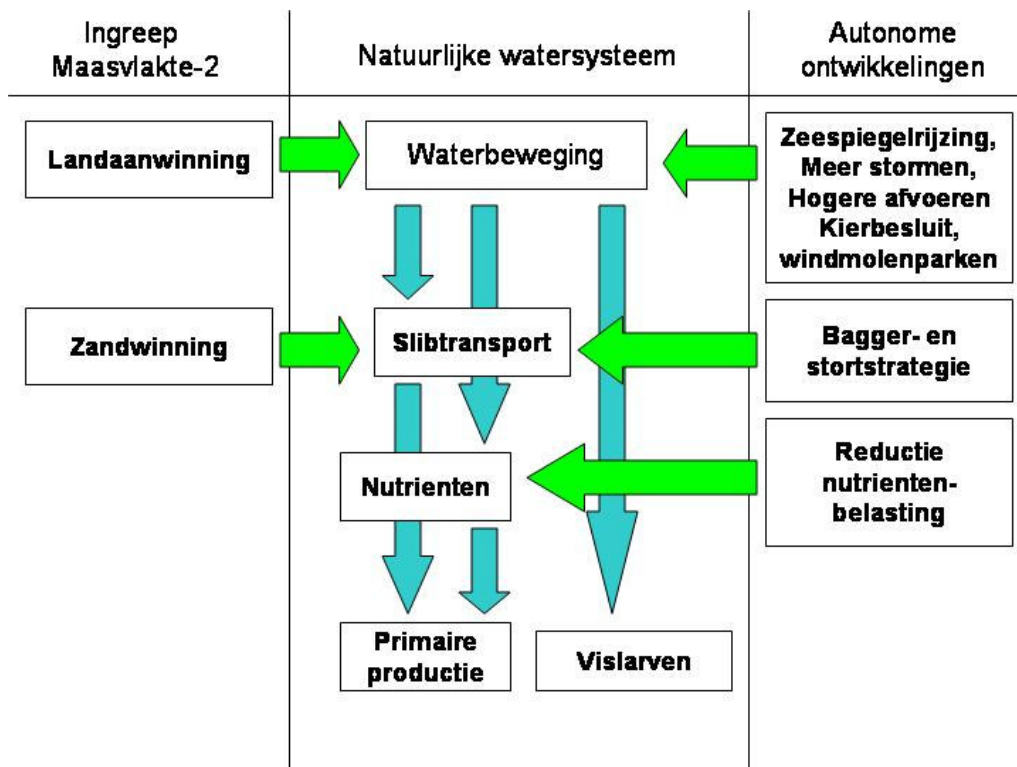 Ingreep
Maasvlakte-2
Natuurlijke watersysteem
Autonome
ontwikkelingen
Landaanwinning
Waterbeweging
Zeespiegelrijzing,
Meer stormen,
Hogere afvoeren
Kierbesluit,
windmolenparken
Zandwinning
Slibtransport
Bagger- en
stortstrategie
Nutrienten
Reductie
nutrienten-
belasting
Primaire
productie
Vislarven